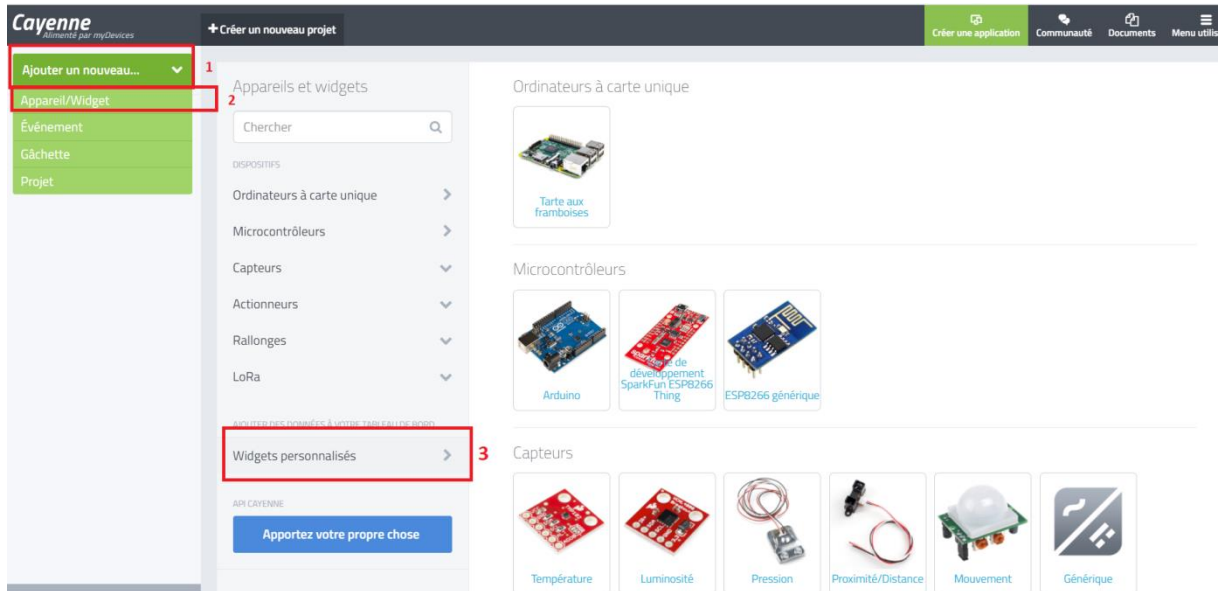 Cayenne
Alimenté par myDevices
+ Créer un nouveau projet
Créer une application
Communauté
Documents
Menu utilis
Ajouter un nouveau...
1
Appareil/Widget
2
Événement
Gâchette
Projet
Appareils et widgets
Chercher
DISPOSITIFS
Ordinateurs à carte unique
Microcontrôleurs
Capteurs
Actionneurs
Rallonges
LoRa
AJOUTER DES DONNÉES À VOTRE TABLEAU DE BORD
Widgets personnalisés
3
API CAYENNE
Apportez votre propre chose
Ordinateurs à carte unique
Tarte aux
framboises
Microcontrôleurs
Arduino
de
développement
SparkFun ESP8266
Thing
ESP8266 générique
Capteurs
Température
Luminosité
Pression
Proximité/Distance
Mouvement
Générique